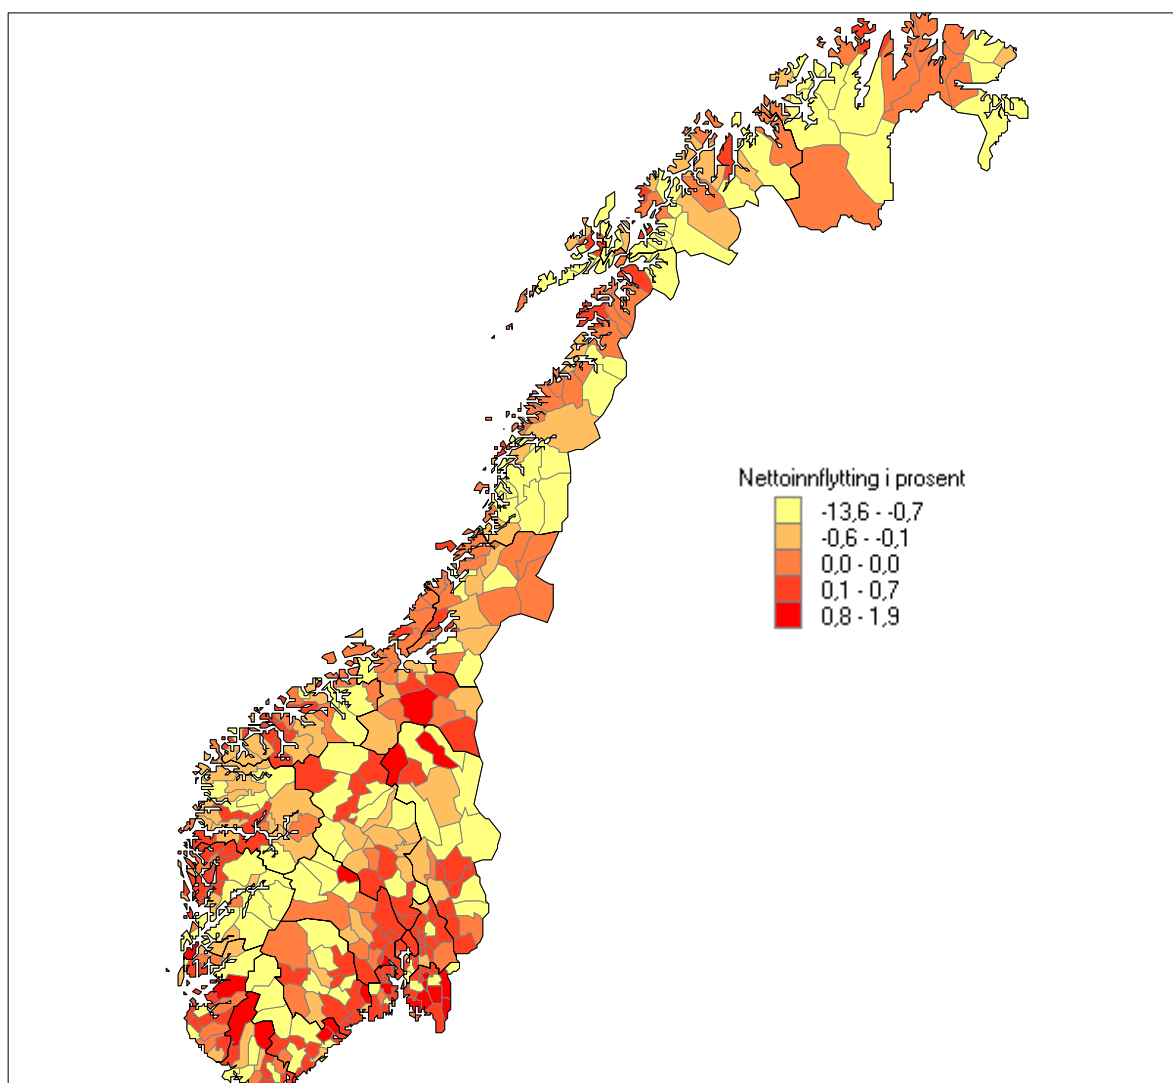 Nettoinnflytting i prosent
-13,6 - -0,7
-0,6 - -0,1
0,0 - 0,0
0,1 - 0,7
0,8 - 1,9